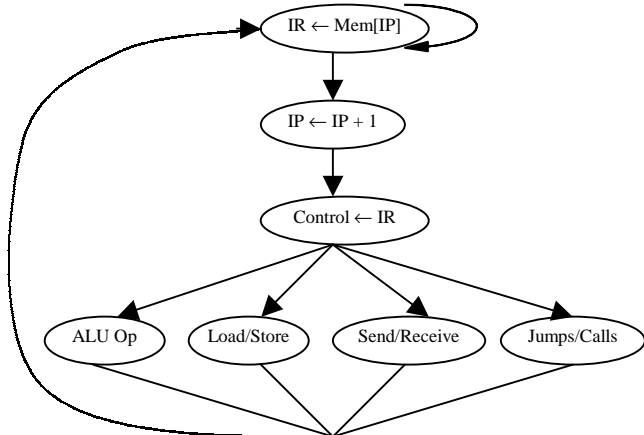 IR ← Mem[IP]
IP ← IP + 1
Control ← IR
ALU Op
Load/Store
Send/Receive
Jumps/Calls